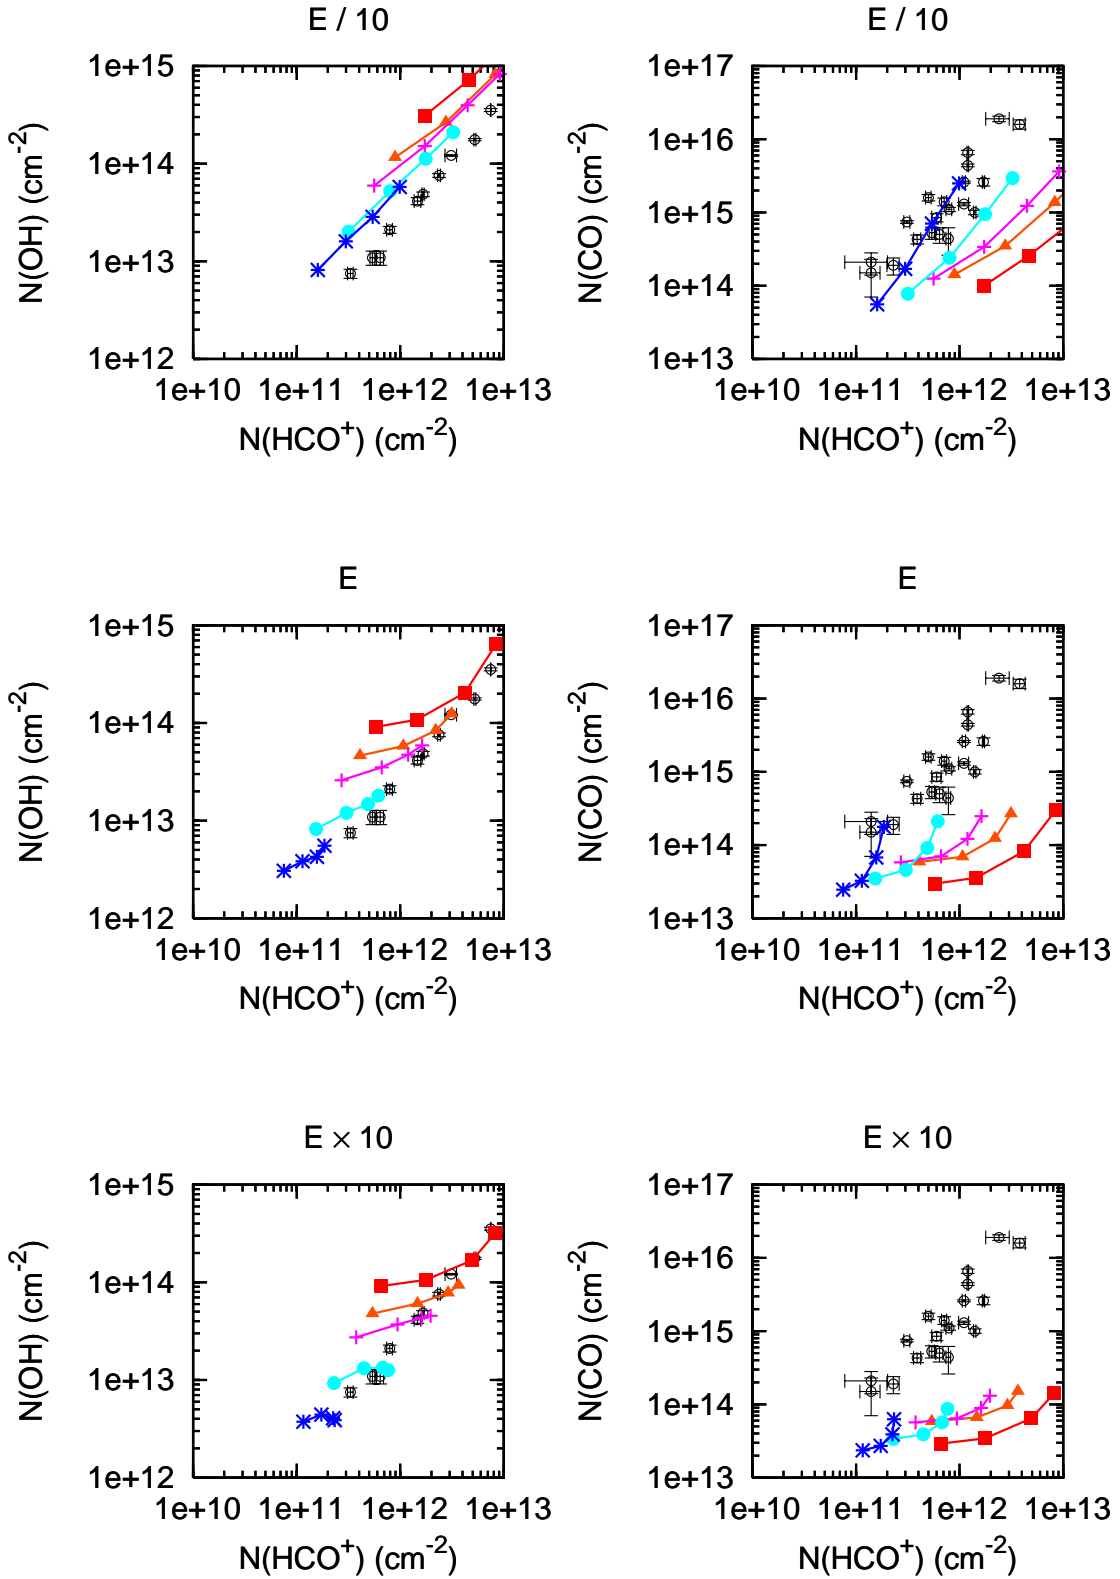 E / 10
E / 10
1e+15
1e+14
1e+13
1e+12
N(OH) (cm⁻²)
1e+10 1e+11 1e+12 1e+13
N(HCO⁺) (cm⁻²)
1e+17
1e+16
1e+15
1e+14
1e+13
N(CO) (cm⁻²)
1e+10 1e+11 1e+12 1e+13
N(HCO⁺) (cm⁻²)
E
E
1e+15
1e+14
1e+13
1e+12
N(OH) (cm⁻²)
1e+10 1e+11 1e+12 1e+13
N(HCO⁺) (cm⁻²)
1e+17
1e+16
1e+15
1e+14
1e+13
N(CO) (cm⁻²)
1e+10 1e+11 1e+12 1e+13
N(HCO⁺) (cm⁻²)
E × 10
E × 10
1e+15
1e+14
1e+13
1e+12
N(OH) (cm⁻²)
1e+10 1e+11 1e+12 1e+13
N(HCO⁺) (cm⁻²)
1e+17
1e+16
1e+15
1e+14
1e+13
N(CO) (cm⁻²)
1e+10 1e+11 1e+12 1e+13
N(HCO⁺) (cm⁻²)